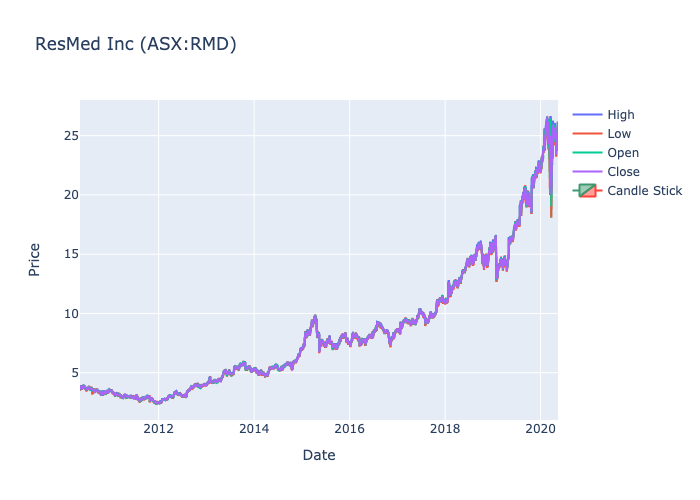 ResMed Inc (ASX:RMD)
High
Low
Open
Close
Candle Stick
Price
25
20
15
10
5
2012 2014 2016 2018 2020
Date